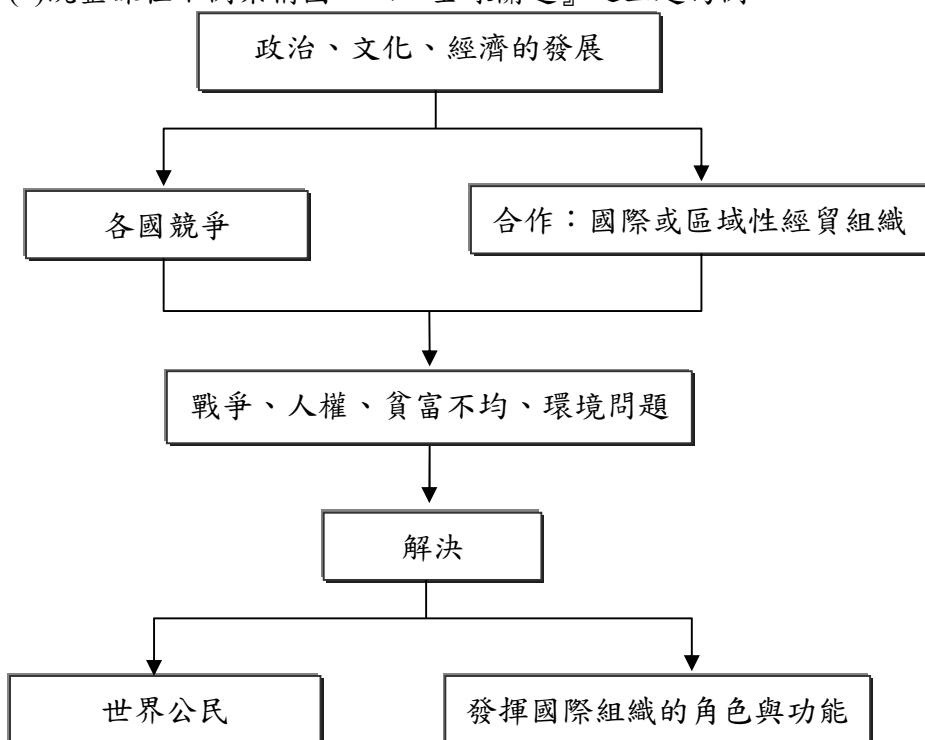 政治、文化、經濟的發展
各國競爭
合作：國際或區域性經貿組織
戰爭、人權、貧富不均、環境問題
解決
世界公民
發揮國際組織的角色與功能